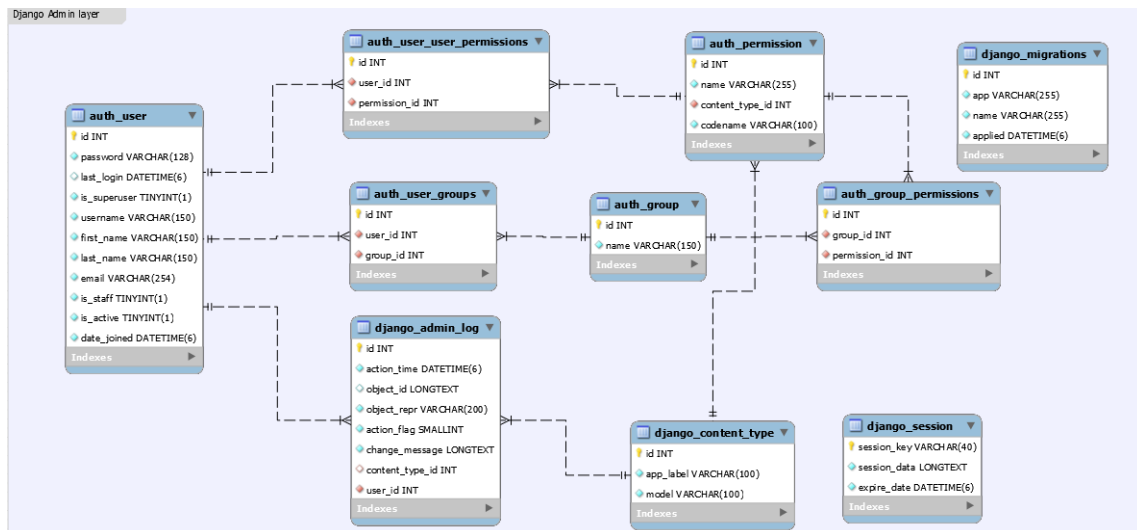 Django Admin layer
auth_user
id INT
password VARCHAR(128)
last_login DATETIME(6)
is_superuser TINYINT(1)
username VARCHAR(150)
first_name VARCHAR(150)
last_name VARCHAR(150)
email VARCHAR(254)
is_staff TINYINT(1)
is_active TINYINT(1)
date_joined DATETIME(6)
Indexes
auth_user_user_permissions
id INT
user_id INT
permission_id INT
Indexes
auth_permission
id INT
name VARCHAR(255)
content_type_id INT
codename VARCHAR(100)
Indexes
django_migrations
id INT
app VARCHAR(255)
name VARCHAR(255)
applied DATETIME(6)
Indexes
auth_user_groups
id INT
user_id INT
group_id INT
Indexes
auth_group
id INT
name VARCHAR(150)
Indexes
auth_group_permissions
id INT
group_id INT
permission_id INT
Indexes
django_admin_log
id INT
action_time DATETIME(6)
object_id LONGTEXT
object_repr VARCHAR(200)
action_flag SMALLINT
change_message LONGTEXT
content_type_id INT
user_id INT
Indexes
django_content_type
id INT
app_label VARCHAR(100)
model VARCHAR(100)
Indexes
django_session
session_key VARCHAR(40)
session_data LONGTEXT
expire_date DATETIME(6)
Indexes